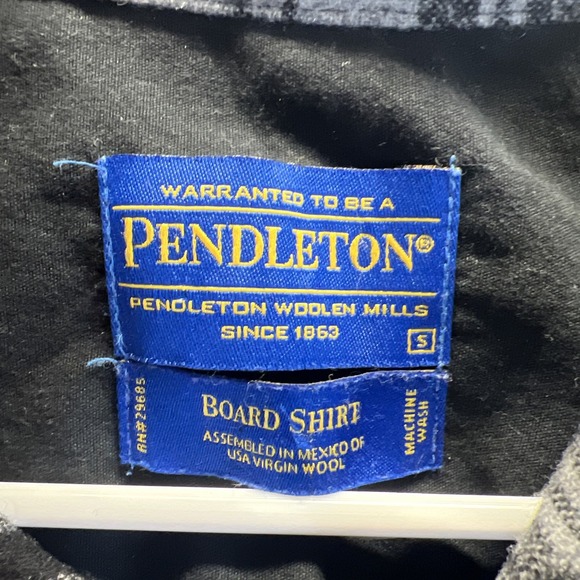 WARRANTED TO BE A
PENDLETON®
PENDLETON WOOLEN MILLS
SINCE 1863
S
RN#29685
BOARD SHIRT
ASSEMBLED IN MEXICO OF
USA VIRGIN WOOL
MACHINE
WASH